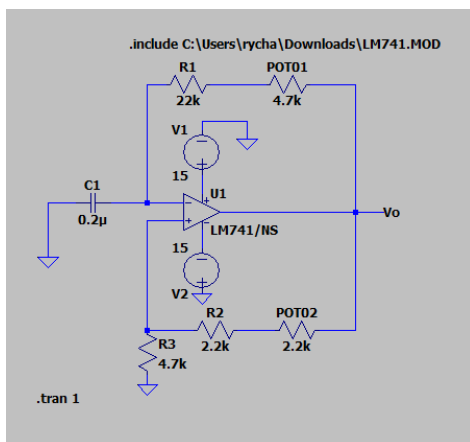 .include C:\Users\rycha\Downloads\LM741.MOD
R1
POT01
22k
4.7k
V1
15
U1
C1
0.2µ
Vo
LM741/NS
15
V2
R2
POT02
2.2k
2.2k
R3
4.7k
.tran 1